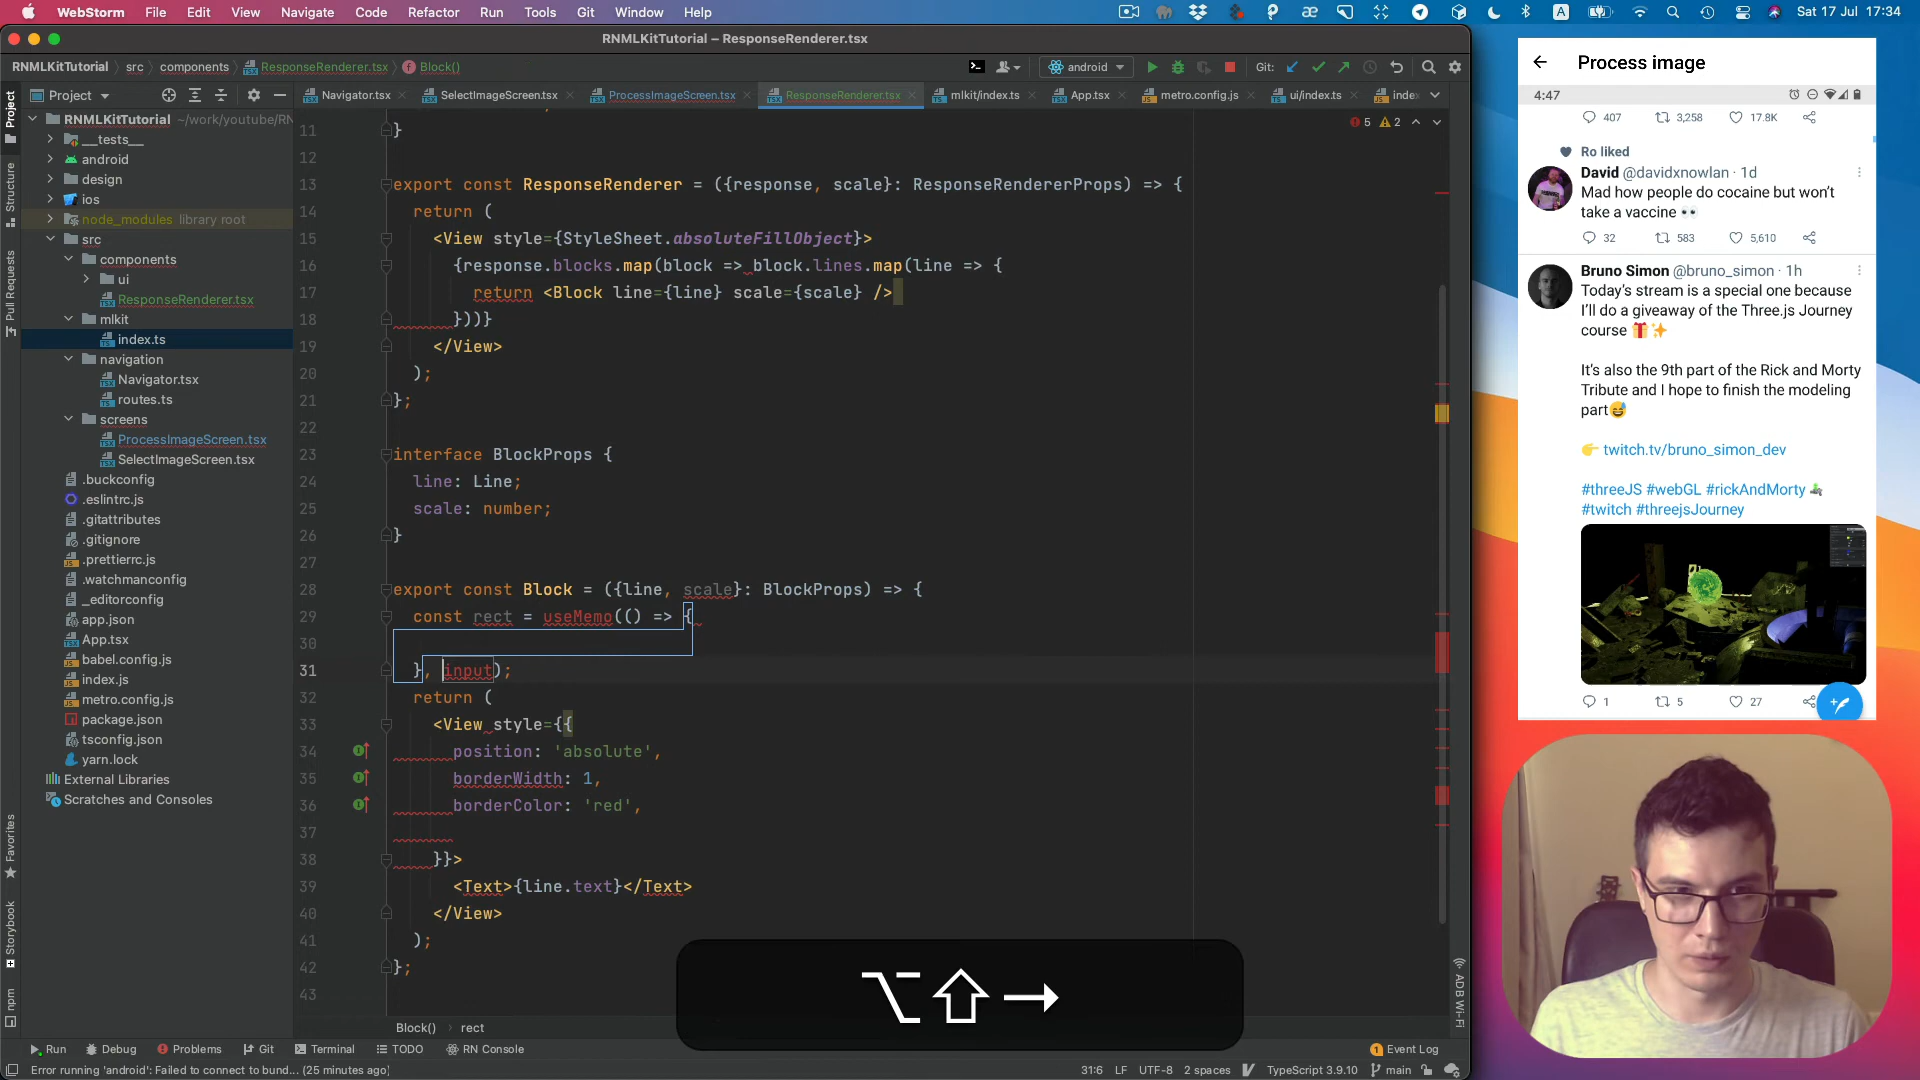 WebStorm File Edit View Navigate Code Refactor Run Tools Git Window Help
A Sat 17 Jul 17:34
RNMLKitTutorial – ResponseRenderer.tsx
RNMLKitTutorial src components ResponseRenderer.tsx Block()
android Git:
Project
Navigator.tsx SelectImageScreen.tsx ProcessImageScreen.tsx ResponseRenderer.tsx mlkit/index.ts App.tsx metro.config.js ui/index.ts inde
Project
Structure
Pull Requests
Favorites
Storybook
npm
RNMLKitTutorial ~/work/youtube/RN
__tests__
android
design
ios
node_modules library root
src
components
ui
ResponseRenderer.tsx
mlkit
index.ts
navigation
Navigator.tsx
routes.ts
screens
ProcessImageScreen.tsx
SelectImageScreen.tsx
.buckconfig
.eslintrc.js
.gitattributes
.gitignore
.prettierrc.js
.watchmanconfig
_editorconfig
app.json
App.tsx
babel.config.js
index.js
metro.config.js
package.json
tsconfig.json
yarn.lock
External Libraries
Scratches and Consoles
5 2
11 }
12
13 export const ResponseRenderer = ({response, scale}: ResponseRendererProps) => {
14 return (
15 <View style={StyleSheet.absoluteFillObject}>
16 {response.blocks.map(block => block.lines.map(line => {
17 return <Block line={line} scale={scale} />
18 }))}
19 </View>
20 );
21 };
22
23 interface BlockProps {
24 line: Line;
25 scale: number;
26 }
27
28 export const Block = ({line, scale}: BlockProps) => {
29 const rect = useMemo(() => {
30
31 }, input);
32 return (
33 <View style={{
34 position: 'absolute',
35 borderWidth: 1,
36 borderColor: 'red',
37
38 }}>
39 <Text>{line.text}</Text>
40 </View>
41 );
42 };
43
⌥⇧→
Block() rect
ADB Wi-Fi
Run Debug Problems Git Terminal TODO RN Console 1 Event Log
Error running 'android': Failed to connect to bund... (25 minutes ago) 31:6 LF UTF-8 2 spaces TypeScript 3.9.10 main
Process image
4:47
407 3,258 17.8K
Ro liked
David @davidxnowlan · 1d
Mad how people do cocaine but won't
take a vaccine 👀
32 583 5,610
Bruno Simon @bruno_simon · 1h
Today's stream is a special one because
I'll do a giveaway of the Three.js Journey
course 🎁✨
It's also the 9th part of the Rick and Morty
Tribute and I hope to finish the modeling
part😅
👉 twitch.tv/bruno_simon_dev
#threeJS #webGL #rickAndMorty
#twitch #threejsJourney
1 5 27